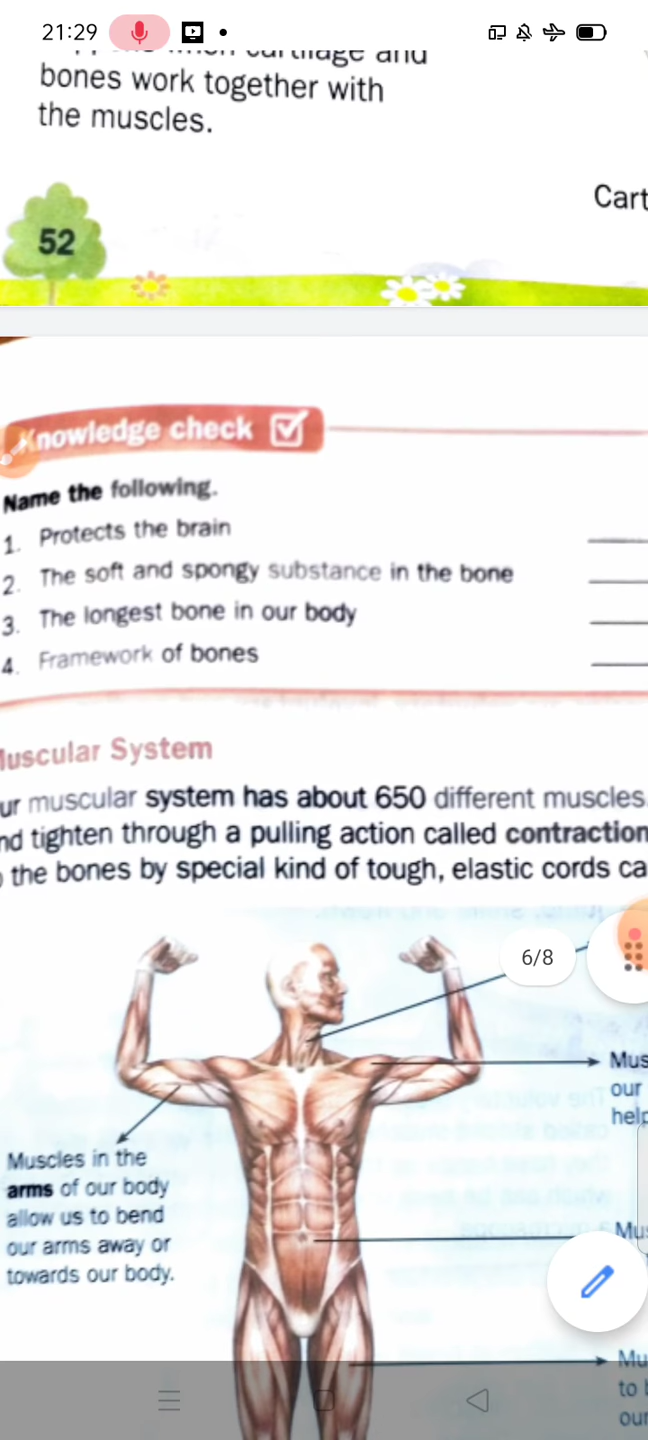 21:29
cartilage and
bones work together with
the muscles.
Cart
52
Knowledge check
Name the following.
1. Protects the brain
2. The soft and spongy substance in the bone
3. The longest bone in our body
4. Framework of bones
Muscular System
ur muscular system has about 650 different muscles.
nd tighten through a pulling action called contraction
the bones by special kind of tough, elastic cords ca
6/8
Mus
our
help
Muscles in the
arms of our body
allow us to bend
our arms away or
towards our body.
Mus
Mu
to b
our